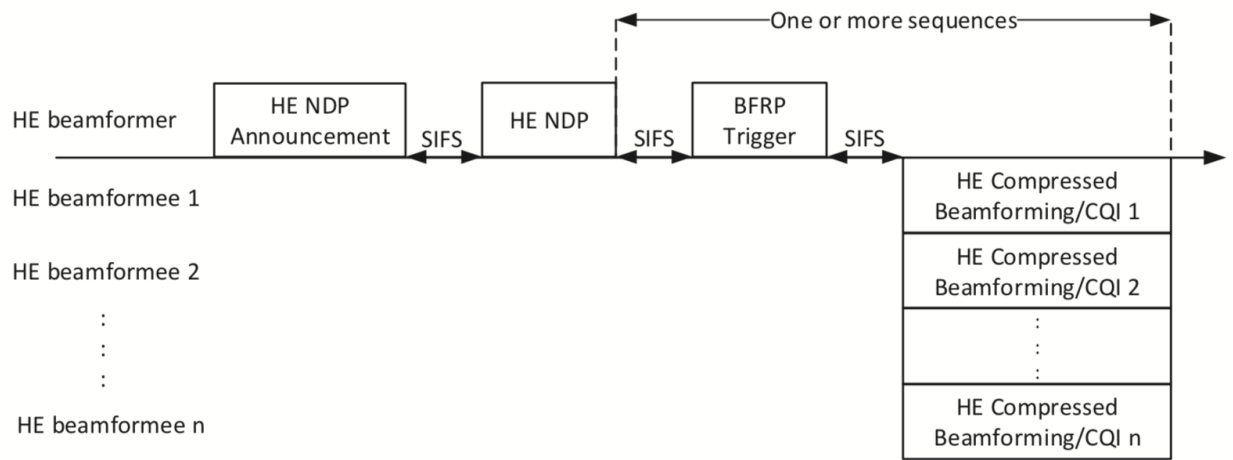 One or more sequences
HE beamformer
HE NDP
Announcement
SIFS
HE NDP
SIFS
BFRP
Trigger
SIFS
HE beamformee 1
HE Compressed
Beamforming/CQI 1
HE beamformee 2
HE Compressed
Beamforming/CQI 2
:
:
:
:
:
:
HE beamformee n
HE Compressed
Beamforming/CQI n